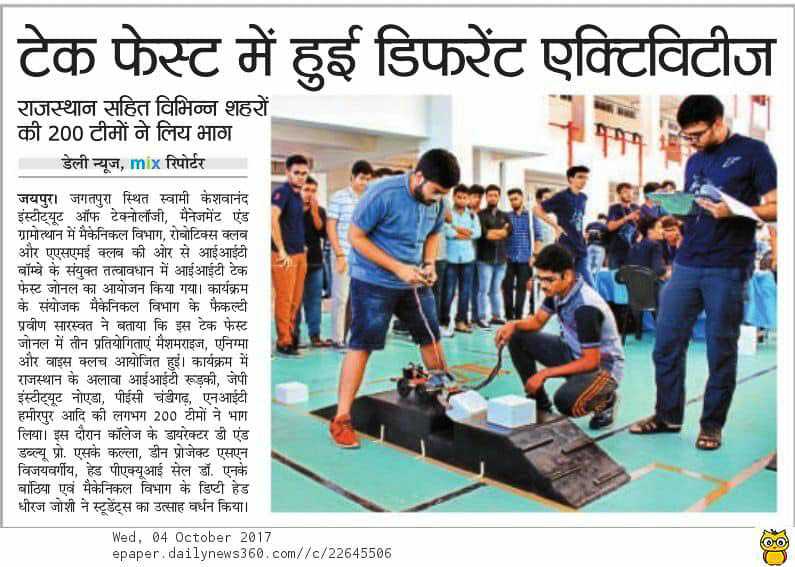 टेक फेस्ट में हुई डिफरेंट एक्टिविटीज
राजस्थान सहित विभिन्न शहरों
की 200 टीमों ने लिय भाग
डेली न्यूज, mix रिपोर्टर
जयपुर। जगतपुरा स्थित स्वामी केशवानंद
इंस्टीट्यूट ऑफ टेक्नोलॉजी, मैनेजमेंट एंड
ग्रामोत्थान में मैकेनिकल विभाग, रोबोटिक्स क्लब
और एएसएमई क्लब की ओर से आईआईटी
बॉम्बे के संयुक्त तत्वावधान में आईआईटी टेक
फेस्ट जोनल का आयोजन किया गया। कार्यक्रम
के संयोजक मैकेनिकल विभाग के फैकल्टी
प्रवीण सारस्वत ने बताया कि इस टेक फेस्ट
जोनल में तीन प्रतियोगिताएं मैशमराइज, एनिग्मा
और वाइस क्लच आयोजित हुई। कार्यक्रम में
राजस्थान के अलावा आईआईटी रूड़की, जेपी
इंस्टीट्यूट नोएडा, पीईसी चंडीगढ़, एनआईटी
हमीरपुर आदि की लगभग 200 टीमों ने भाग
लिया। इस दौरान कॉलेज के डायरेक्टर डी एंड
डब्ल्यू प्रो. एसके कल्ला, डीन प्रोजेक्ट एसएन
विजयवर्गीय, हेड पीएक्यूआई सेल डॉ. एनके
बांठिया एवं मैकेनिकल विभाग के डिप्टी हेड
धीरज जोशी ने स्टूडेंट्स का उत्साह वर्धन किया।
Wed, 04 October 2017
epaper.dailynews360.com//c/22645506